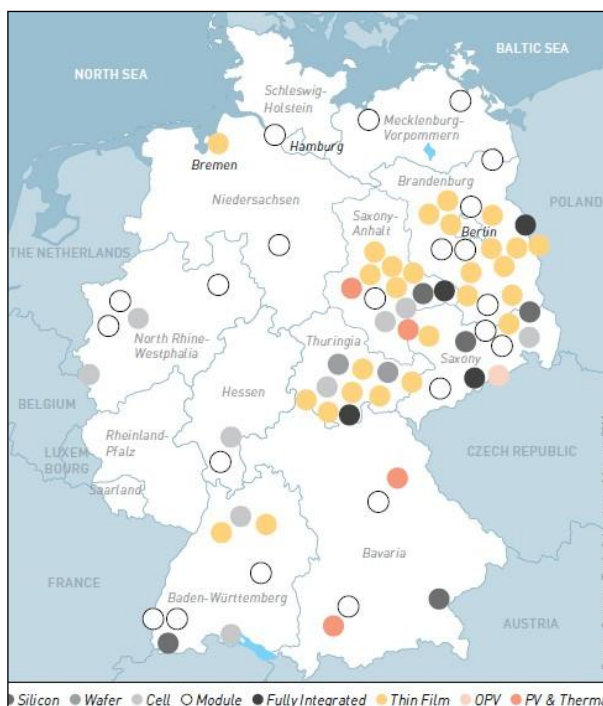 BALTIC SEA
NORTH SEA
Schleswig-
Holstein
Mecklenburg-
Vorpommern
Hamburg
Bremen
Brandenburg
Niedersachsen
POLAND
Saxony-
Anhalt
Berlin
THE NETHERLANDS
North Rhine-
Westphalia
Thuringia
Saxony
Hessen
BELGIUM
Rheinland-
Pfalz
LUXEM-
BOURG
CZECH REPUBLIC
Saarland
Bavaria
FRANCE
Baden-Württemberg
AUSTRIA
Silicon Wafer Cell Module Fully Integrated Thin Film OPV PV & Therma